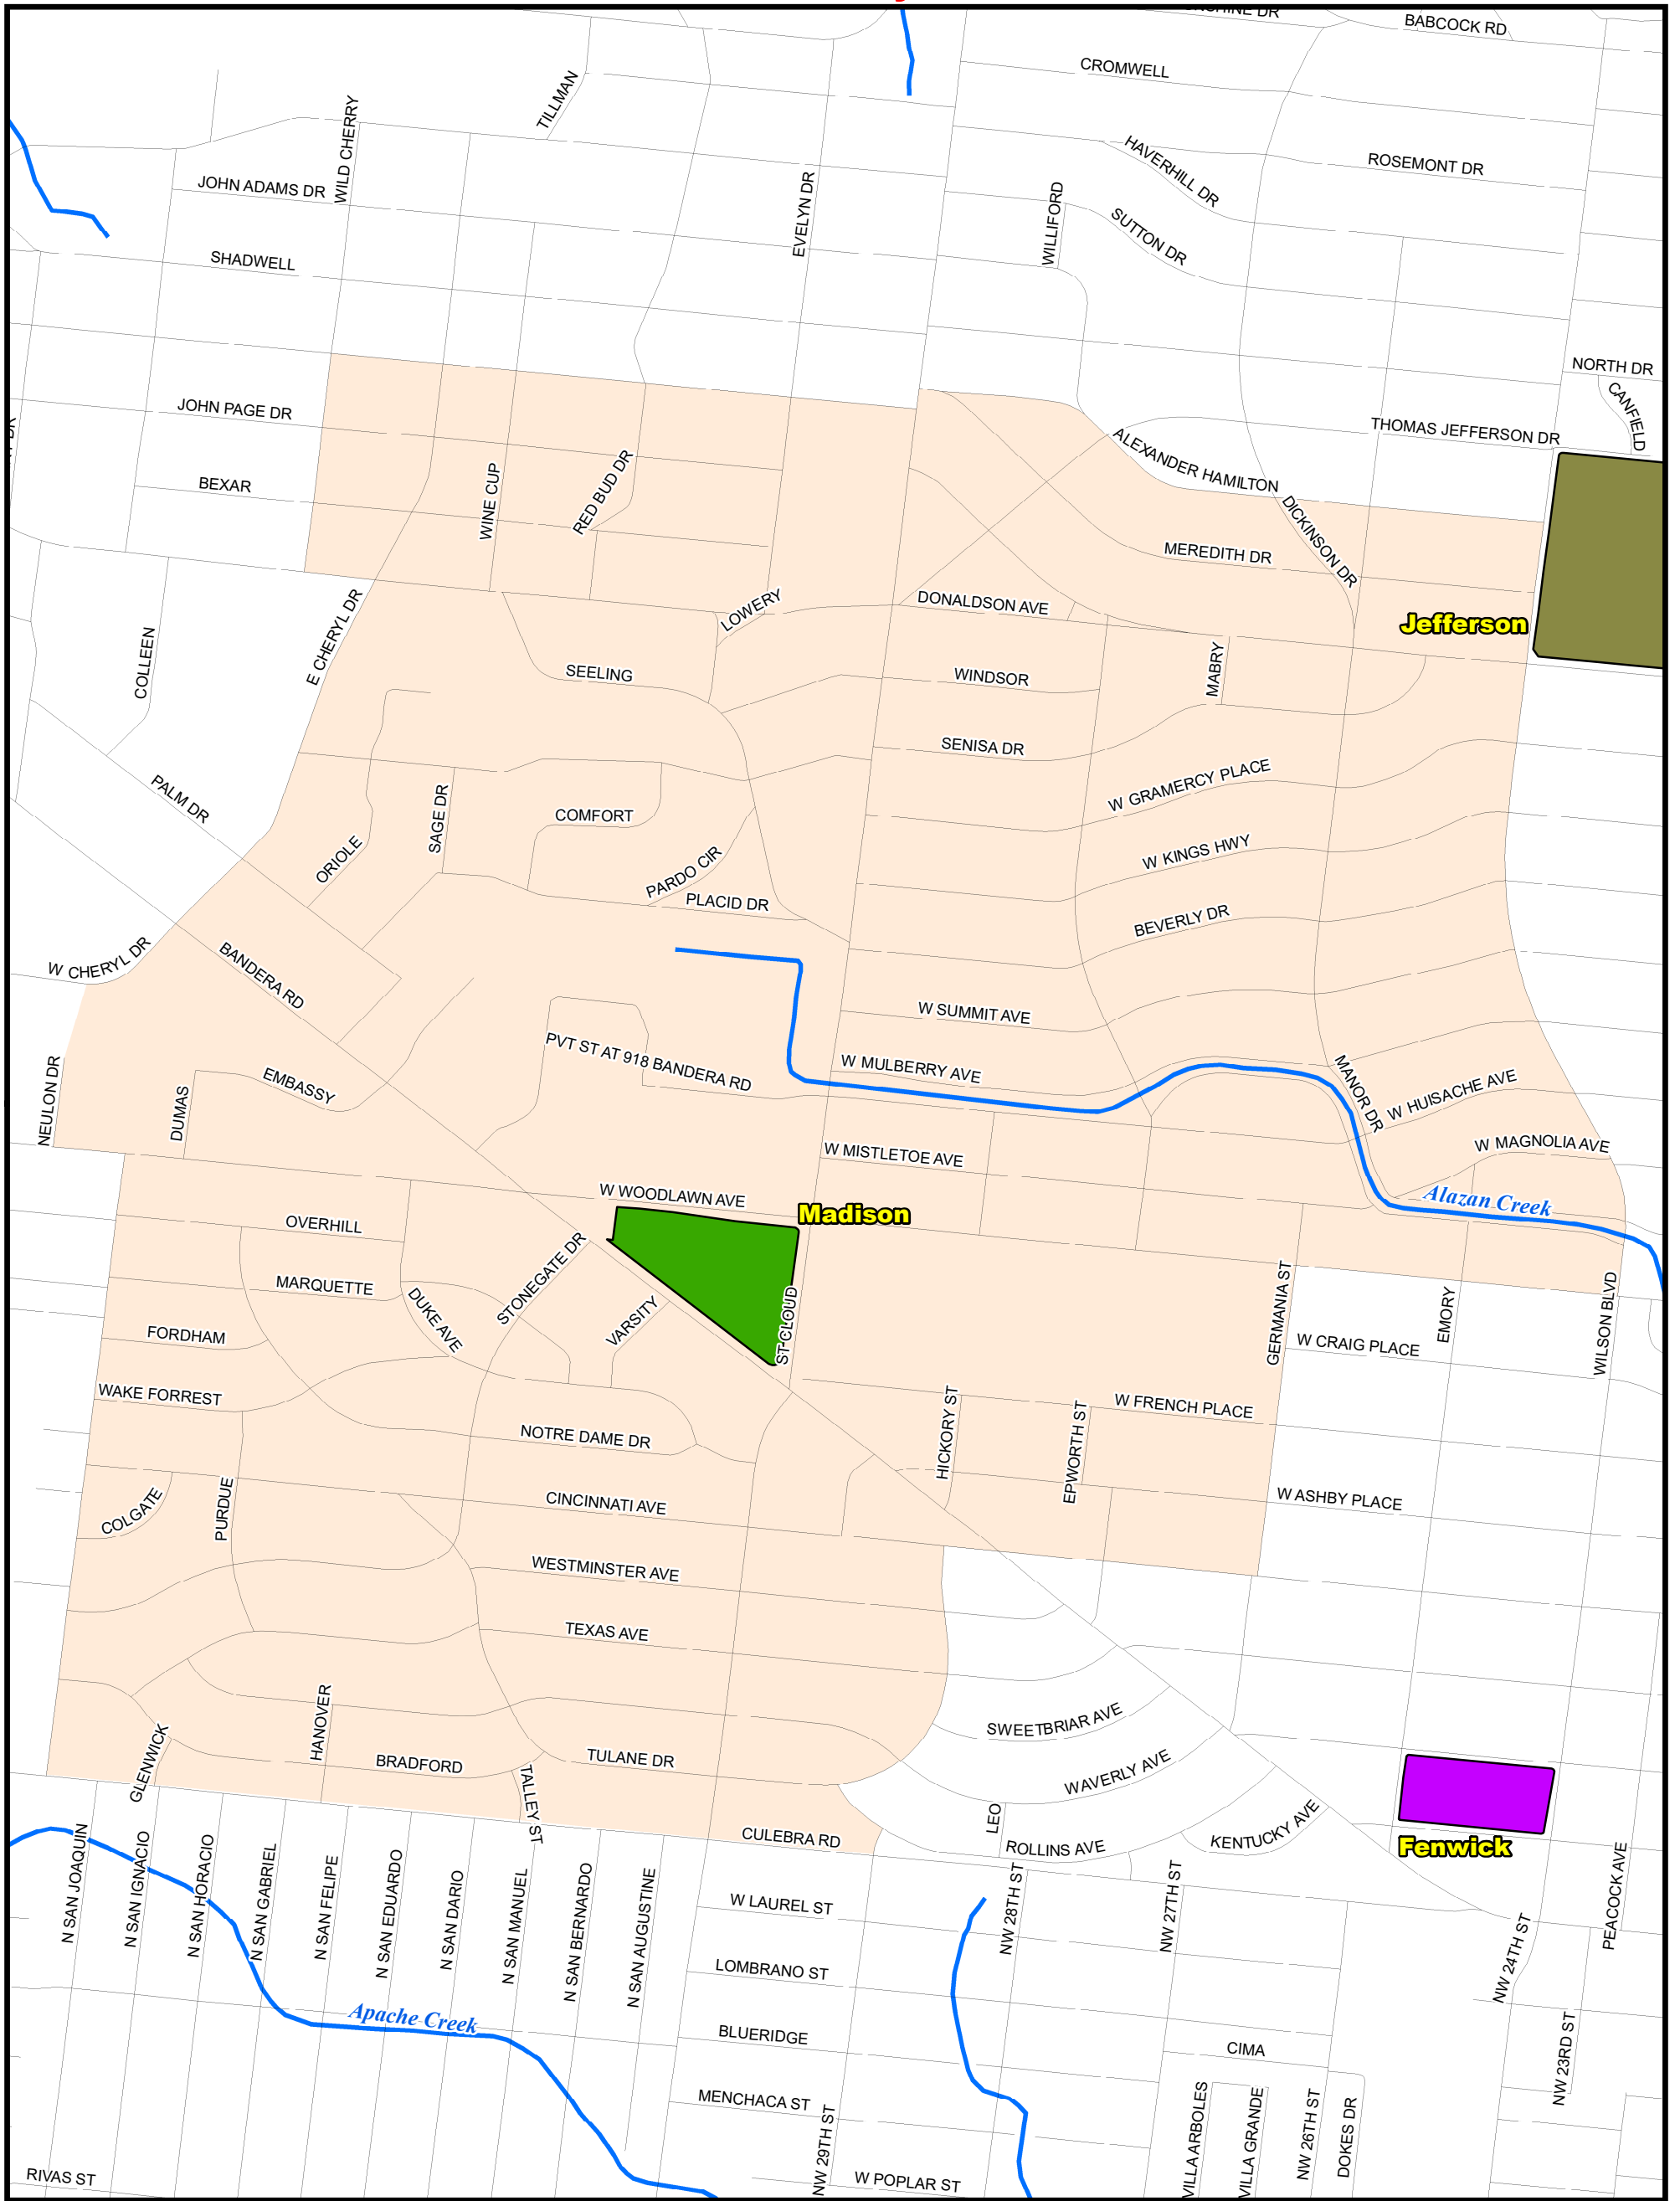 BABCOCK RD
CROMWELL
TILLMAN
WILD CHERRY
HAVERHILL DR
ROSEMONT DR
JOHN ADAMS DR
EVELYN DR
WILLIFORD
SUTTON DR
SHADWELL
NORTH DR
CANFIELD
JOHN PAGE DR
THOMAS JEFFERSON DR
ALEXANDER HAMILTON
BEXAR
WINE CUP
RED BUD DR
DICKINSON DR
MEREDITH DR
LOWERY
DONALDSON AVE
Jefferson
E CHERYL DR
COLLEEN
SEELING
WINDSOR
MABRY
SENISA DR
PALM DR
W GRAMERCY PLACE
SAGE DR
COMFORT
ORIOLE
PARDO CIR
W KINGS HWY
PLACID DR
BEVERLY DR
W CHERYL DR
BANDERA RD
W SUMMIT AVE
PVT ST AT 918 BANDERA RD
W MULBERRY AVE
NEULON DR
DUMAS
EMBASSY
MANOR DR
W HUISACHE AVE
W MISTLETOE AVE
W MAGNOLIA AVE
W WOODLAWN AVE
Madison
Alazan Creek
OVERHILL
STONEGATE DR
MARQUETTE
DUKE AVE
VARSITY
ST CLOUD
GERMANIA ST
EMORY
WILSON BLVD
FORDHAM
W CRAIG PLACE
WAKE FORREST
HICKORY ST
EPWORTH ST
W FRENCH PLACE
NOTRE DAME DR
COLGATE
PURDUE
CINCINNATI AVE
W ASHBY PLACE
WESTMINSTER AVE
TEXAS AVE
HANOVER
SWEETBRIAR AVE
GLENWICK
BRADFORD
TULANE DR
WAVERLY AVE
TALLEY ST
LEO
CULEBRA RD
ROLLINS AVE
KENTUCKY AVE
Fenwick
N SAN JOAQUIN
N SAN IGNACIO
N SAN HORACIO
N SAN GABRIEL
N SAN FELIPE
N SAN EDUARDO
N SAN DARIO
N SAN MANUEL
N SAN BERNARDO
N SAN AUGUSTINE
W LAUREL ST
NW 28TH ST
NW 27TH ST
NW 24TH ST
PEACOCK AVE
LOMBRANO ST
Apache Creek
BLUERIDGE
CIMA
NW 23RD ST
MENCHACA ST
NW 29TH ST
VILLA ARBOLES
VILLA GRANDE
NW 26TH ST
DOKES DR
RIVAS ST
W POPLAR ST